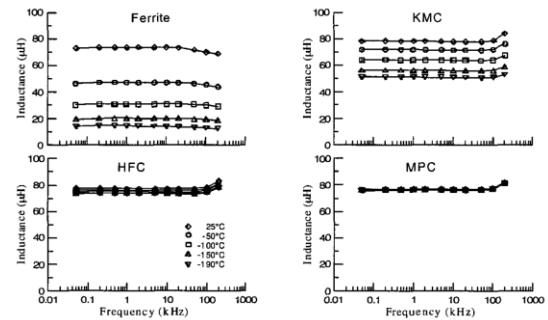 Ferrite
100
80
60
40
20
0
Inductance (μH)
KMC
100
80
60
40
20
0
Inductance (μH)
HFC
100
80
60
40
20
0
Inductance (μH)
25°C
-50°C
-100°C
-150°C
-190°C
0.01 0.1 1 10 100 1000
Frequency (kHz)
MPC
100
80
60
40
20
0
Inductance (μH)
0.01 0.1 1 10 100 1000
Frequency (kHz)